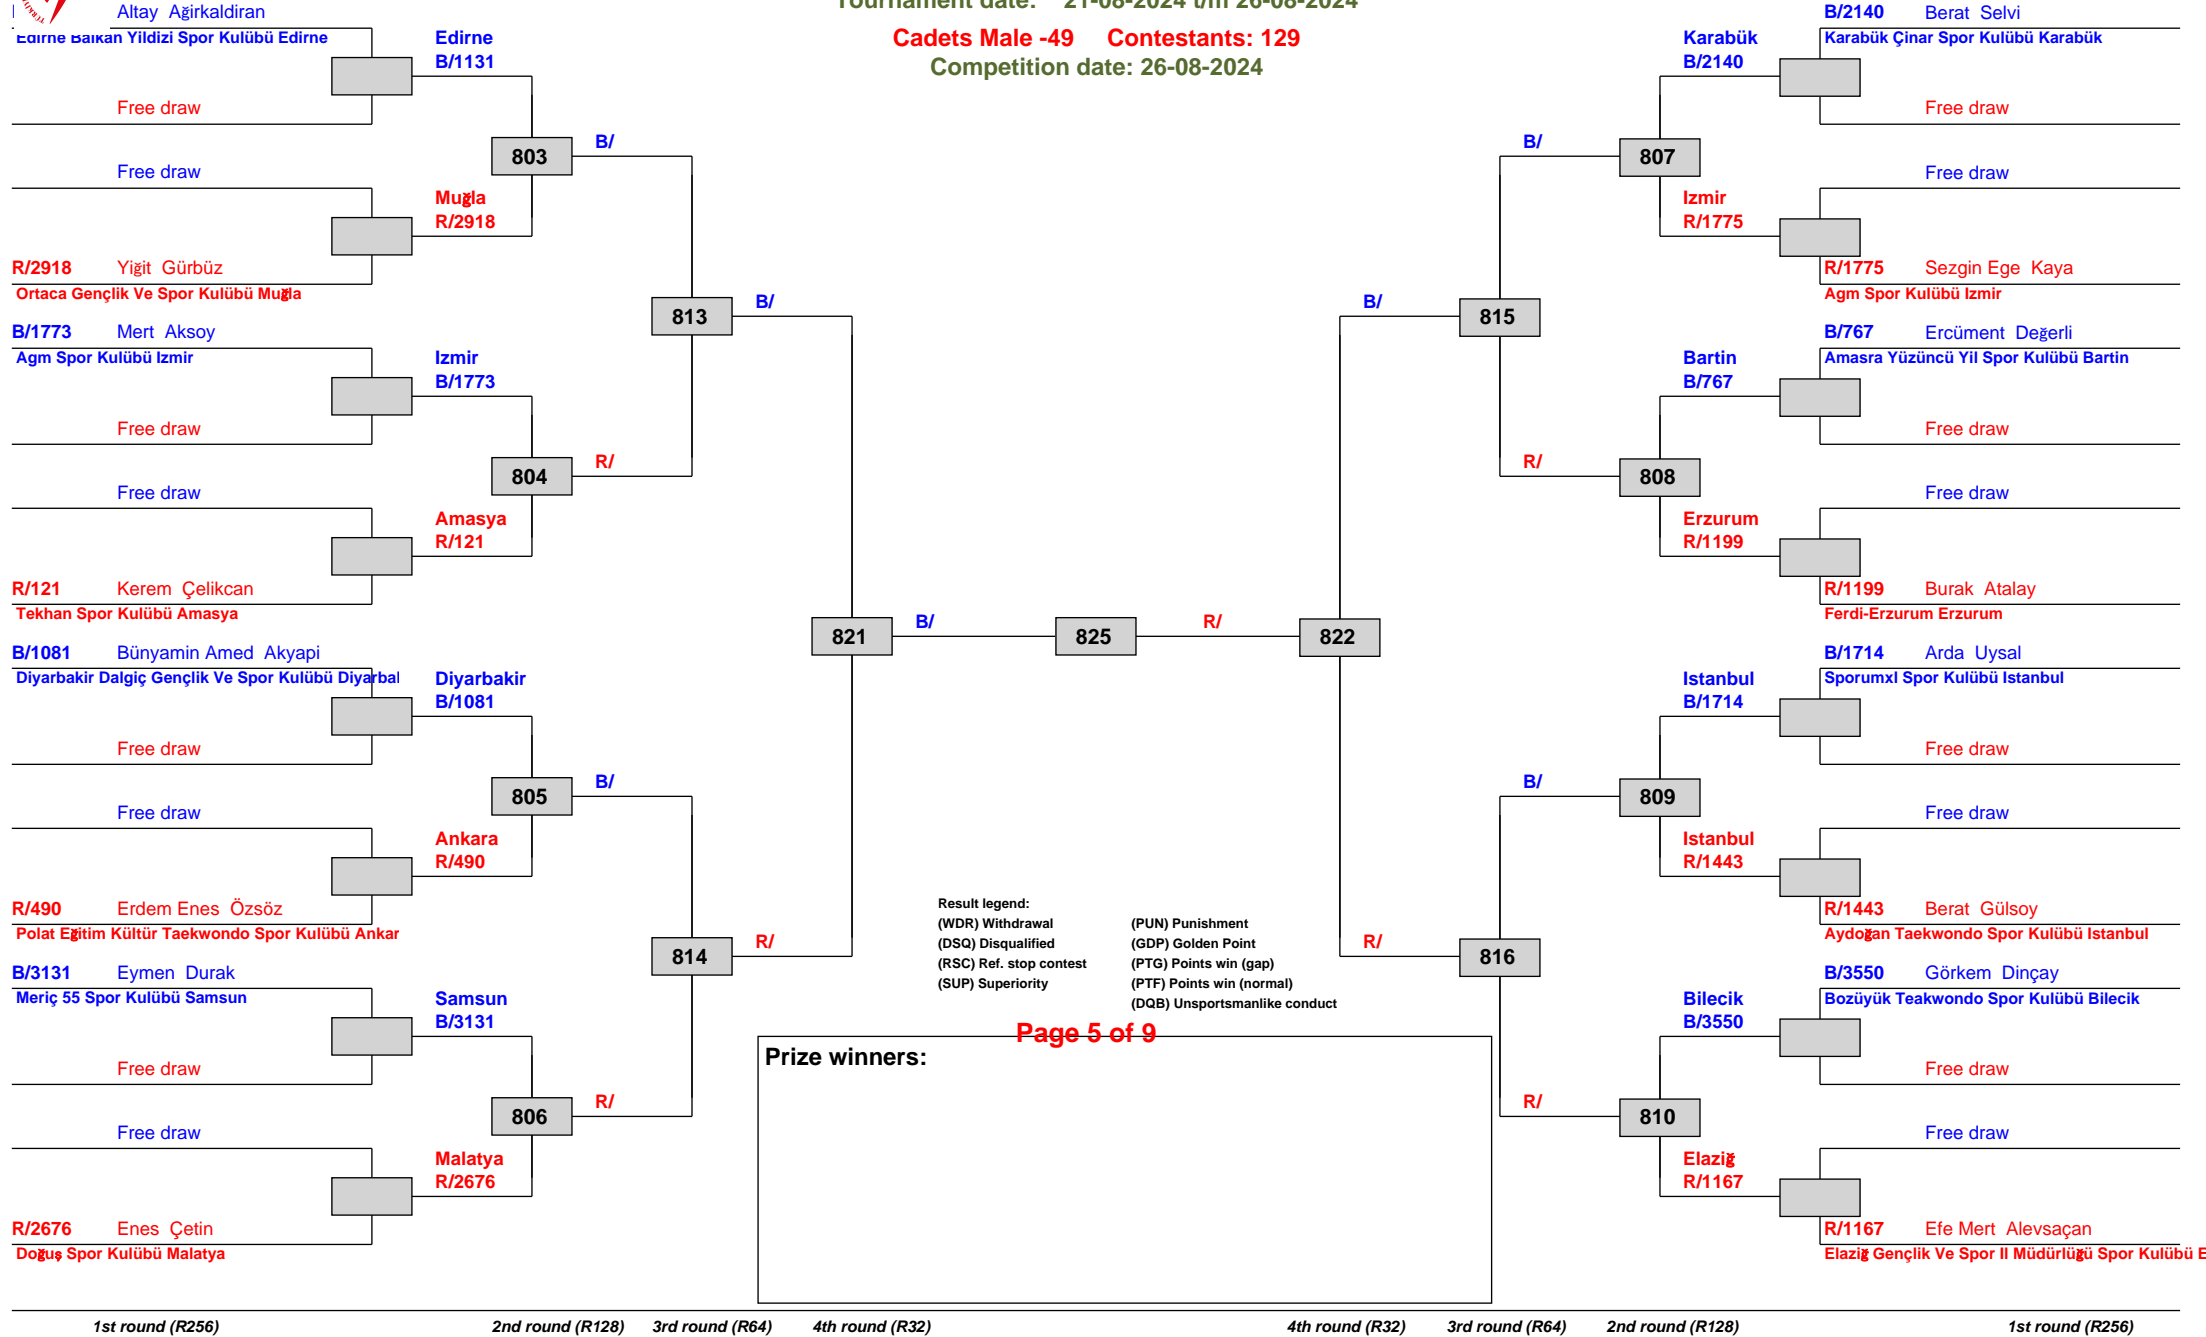 Tournament date: 21-08-2024 t/m 26-08-2024
Cadets Male -49 Contestants: 129
Competition date: 26-08-2024
Altay Ağirkaldiran
Edirne Balkan Yildizi Spor Kulübü Edirne
Edirne
B/1131
Free draw
803
B/
Free draw
Muğla
R/2918
R/2918 Yiğit Gürbüz
Ortaca Gençlik Ve Spor Kulübü Muğla
813
B/
B/1773 Mert Aksoy
Agm Spor Kulübü Izmir
Izmir
B/1773
Free draw
804
R/
Free draw
Amasya
R/121
R/121 Kerem Çelikcan
Tekhan Spor Kulübü Amasya
821
B/
825
R/
822
B/1081 Bünyamin Amed Akyapi
Diyarbakir Dalgiç Gençlik Ve Spor Kulübü Diyarbal
Diyarbakir
B/1081
Free draw
805
B/
Free draw
Ankara
R/490
R/490 Erdem Enes Özsöz
Polat Eğitim Kültür Taekwondo Spor Kulübü Ankar
814
R/
B/3131 Eymen Durak
Meriç 55 Spor Kulübü Samsun
Samsun
B/3131
Free draw
806
R/
Free draw
Malatya
R/2676
R/2676 Enes Çetin
Doğuş Spor Kulübü Malatya
B/2140 Berat Selvi
Karabük Çinar Spor Kulübü Karabük
Karabük
B/2140
Free draw
B/
807
Free draw
Izmir
R/1775
R/1775 Sezgin Ege Kaya
Agm Spor Kulübü Izmir
B/
815
B/767 Ercüment Değerli
Amasra Yüzüncü Yil Spor Kulübü Bartin
Bartin
B/767
Free draw
R/
808
Free draw
Erzurum
R/1199
R/1199 Burak Atalay
Ferdi-Erzurum Erzurum
B/1714 Arda Uysal
Sporumxl Spor Kulübü Istanbul
Istanbul
B/1714
Free draw
B/
809
Free draw
Istanbul
R/1443
R/1443 Berat Gülsoy
Aydoğan Taekwondo Spor Kulübü Istanbul
R/
816
B/3550 Görkem Dinçay
Bozüyük Teakwondo Spor Kulübü Bilecik
Bilecik
B/3550
Free draw
R/
810
Free draw
Elaziğ
R/1167
R/1167 Efe Mert Alevsaçan
Elaziğ Gençlik Ve Spor Il Müdürlüğü Spor Kulübü E
Result legend:
(WDR) Withdrawal (PUN) Punishment
(DSQ) Disqualified (GDP) Golden Point
(RSC) Ref. stop contest (PTG) Points win (gap)
(SUP) Superiority (PTF) Points win (normal)
(DQB) Unsportsmanlike conduct
Page 5 of 9
Prize winners:
1st round (R256) 2nd round (R128) 3rd round (R64) 4th round (R32) 4th round (R32) 3rd round (R64) 2nd round (R128) 1st round (R256)